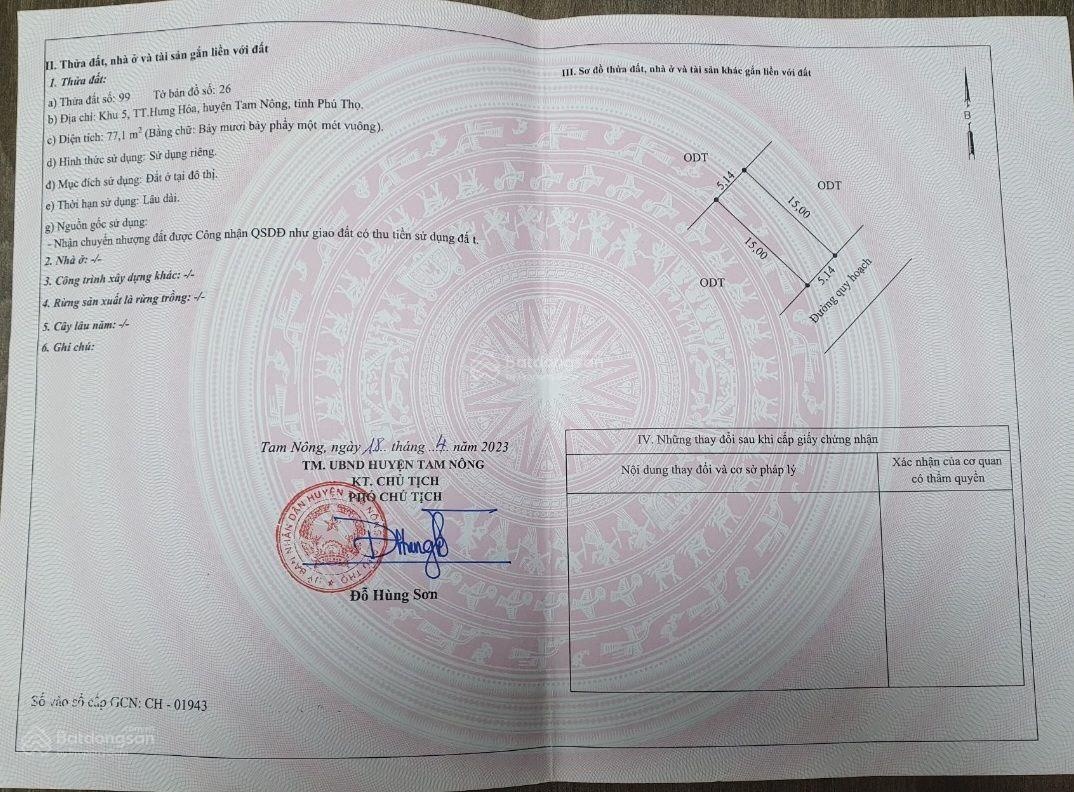 II. Thửa đất, nhà ở và tài sản gắn liền với đất
1. Thửa đất:
a) Thửa đất số: 99 Tờ bản đồ số: 26
b) Địa chỉ: Khu 5, TT.Hưng Hóa, huyện Tam Nông, tỉnh Phú Thọ.
c) Diện tích: 77,1 m² (Bằng chữ: Bảy mươi bảy phẩy một mét vuông).
d) Hình thức sử dụng: Sử dụng riêng.
đ) Mục đích sử dụng: Đất ở tại đô thị.
e) Thời hạn sử dụng: Lâu dài.
g) Nguồn gốc sử dụng:
- Nhận chuyển nhượng đất được Công nhận QSDĐ như giao đất có thu tiền sử dụng đất.
2. Nhà ở: -/-
3. Công trình xây dựng khác: -/-
4. Rừng sản xuất là rừng trồng: -/-
5. Cây lâu năm: -/-
6. Ghi chú:
Tam Nông, ngày 18 tháng 4 năm 2023
TM. UBND HUYỆN TAM NÔNG
KT. CHỦ TỊCH
PHÓ CHỦ TỊCH
Đỗ Hùng Sơn
Số vào sổ cấp GCN: CH - 01943
Batdongsan
III. Sơ đồ thửa đất, nhà ở và tài sản khác gắn liền với đất
B
ODT
5,14
ODT
15,00
15,00
ODT
5,14
Đường quy hoạch
Batdongsan
IV. Những thay đổi sau khi cấp giấy chứng nhận
Nội dung thay đổi và cơ sở pháp lý
Xác nhận của cơ quan
có thẩm quyền